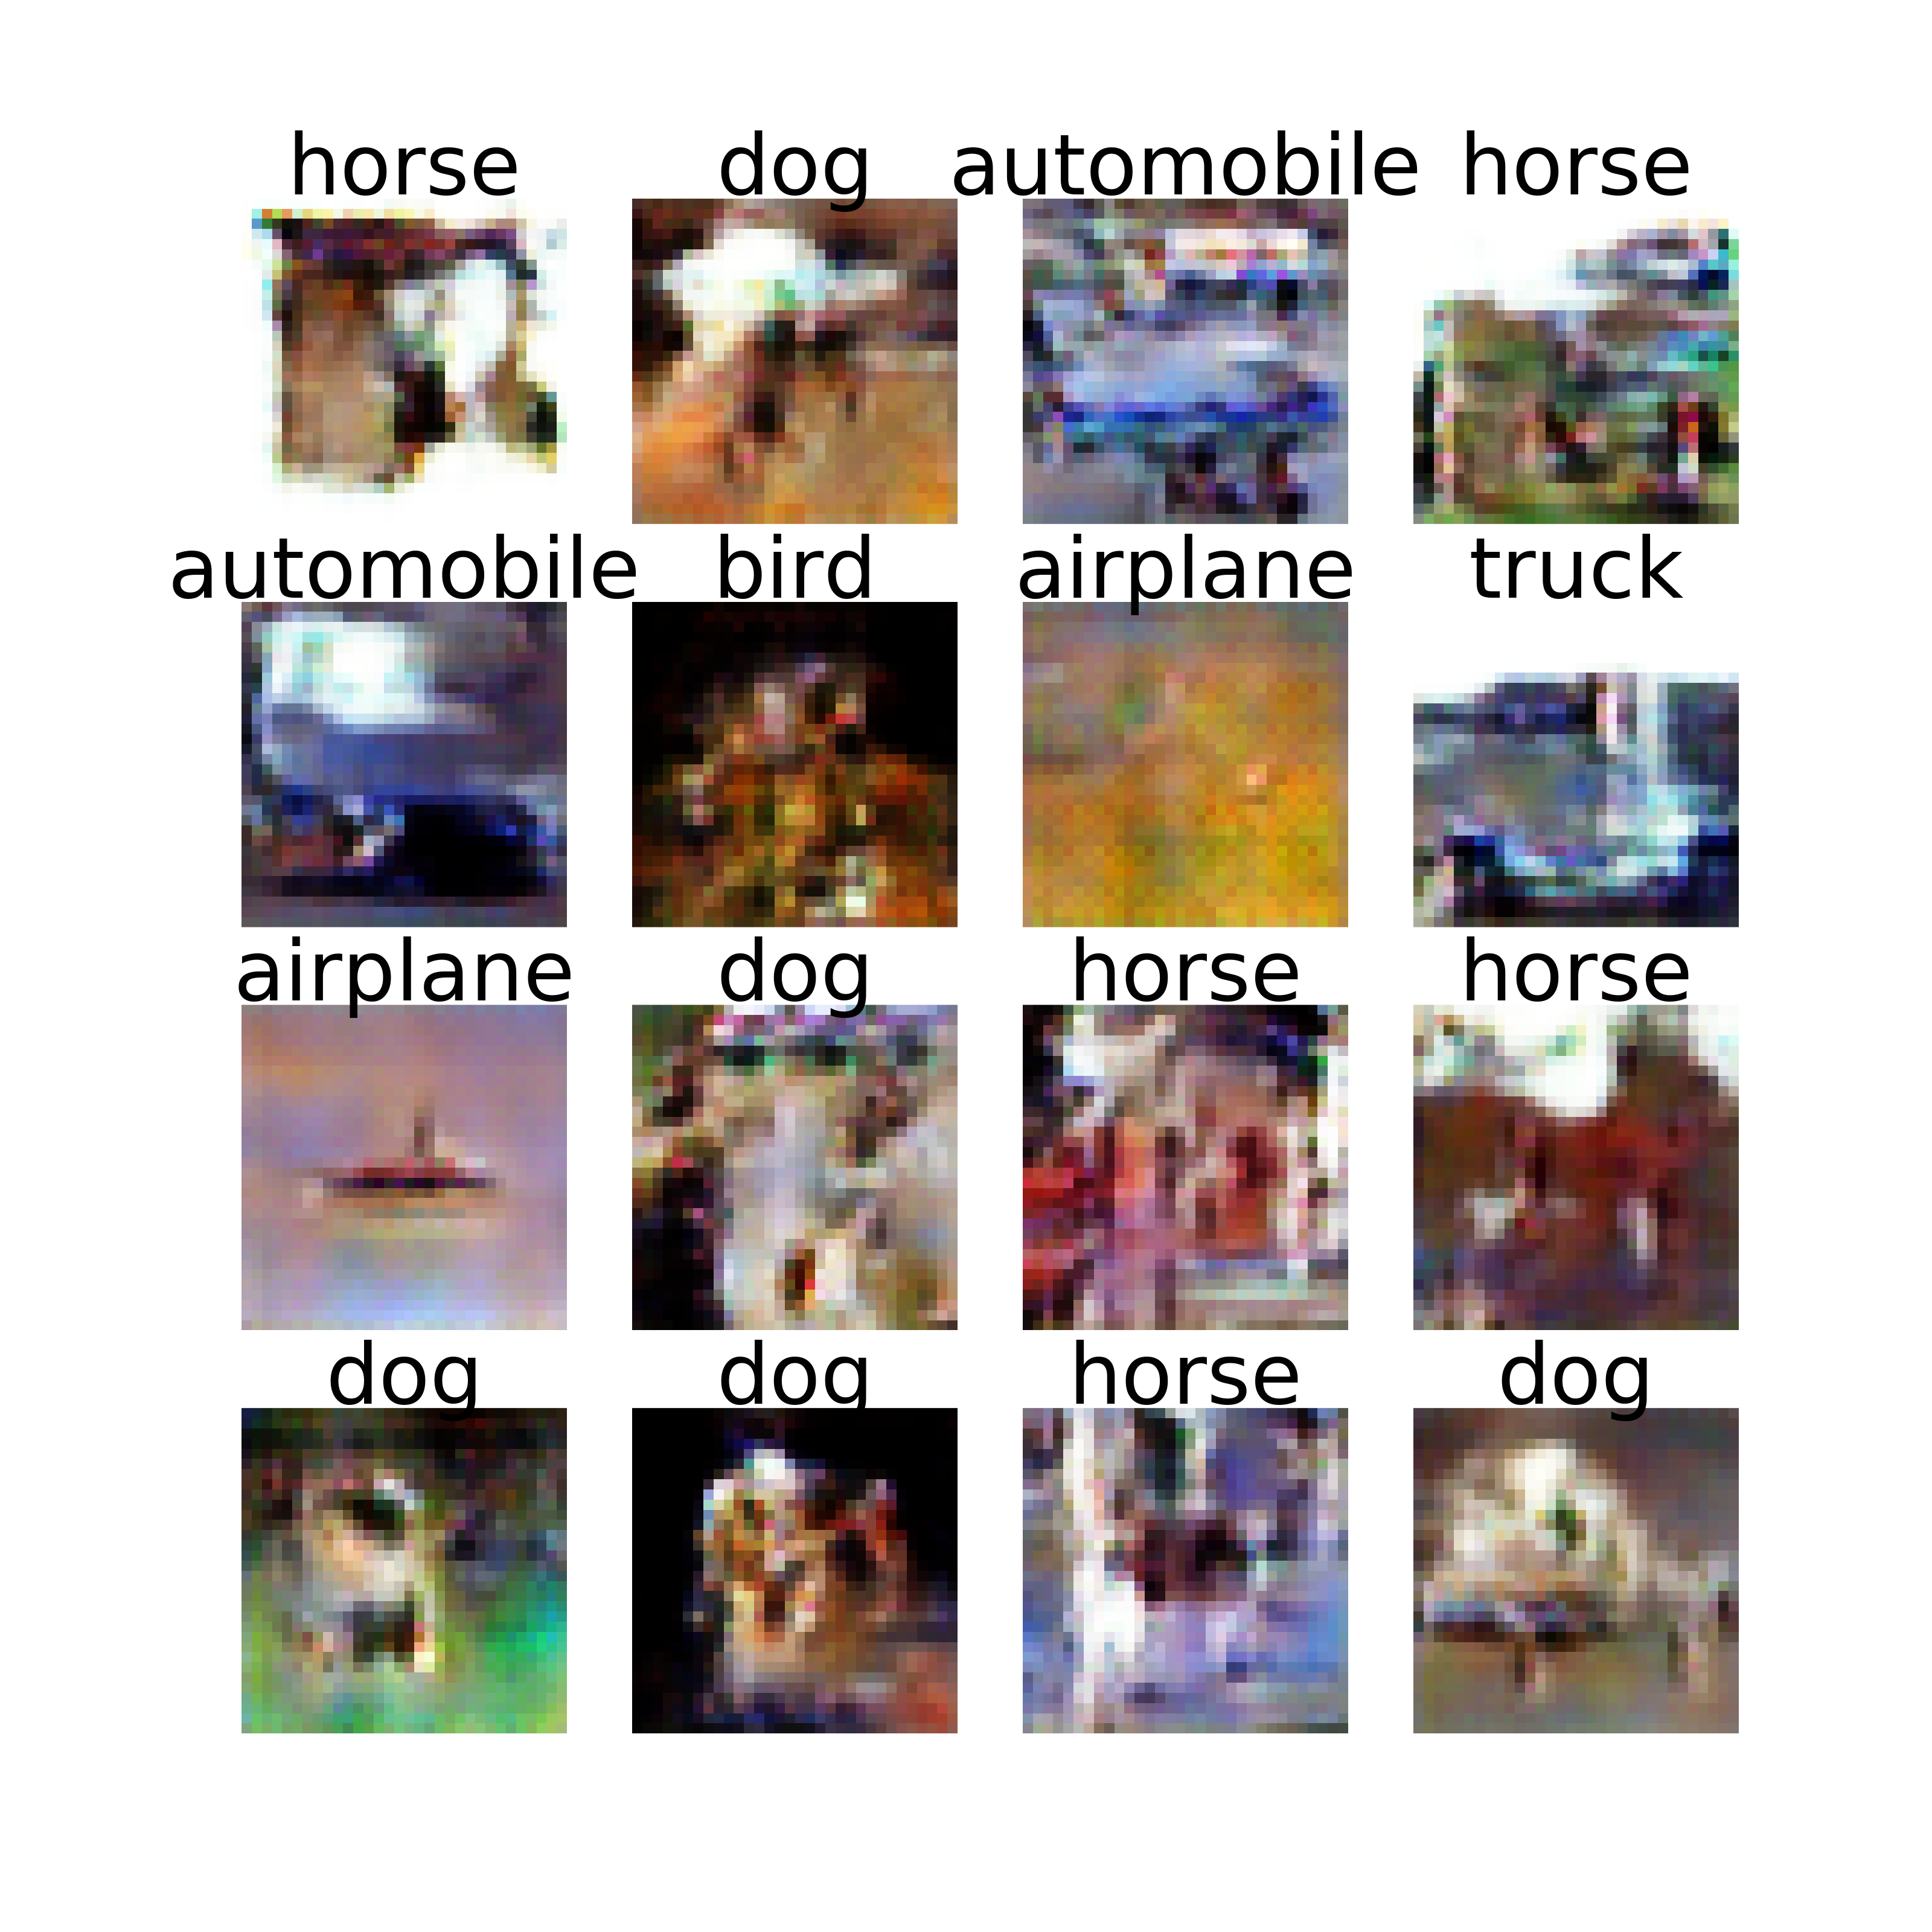 horse dog automobile horse
automobile bird airplane truck
airplane dog horse horse
dog dog horse dog